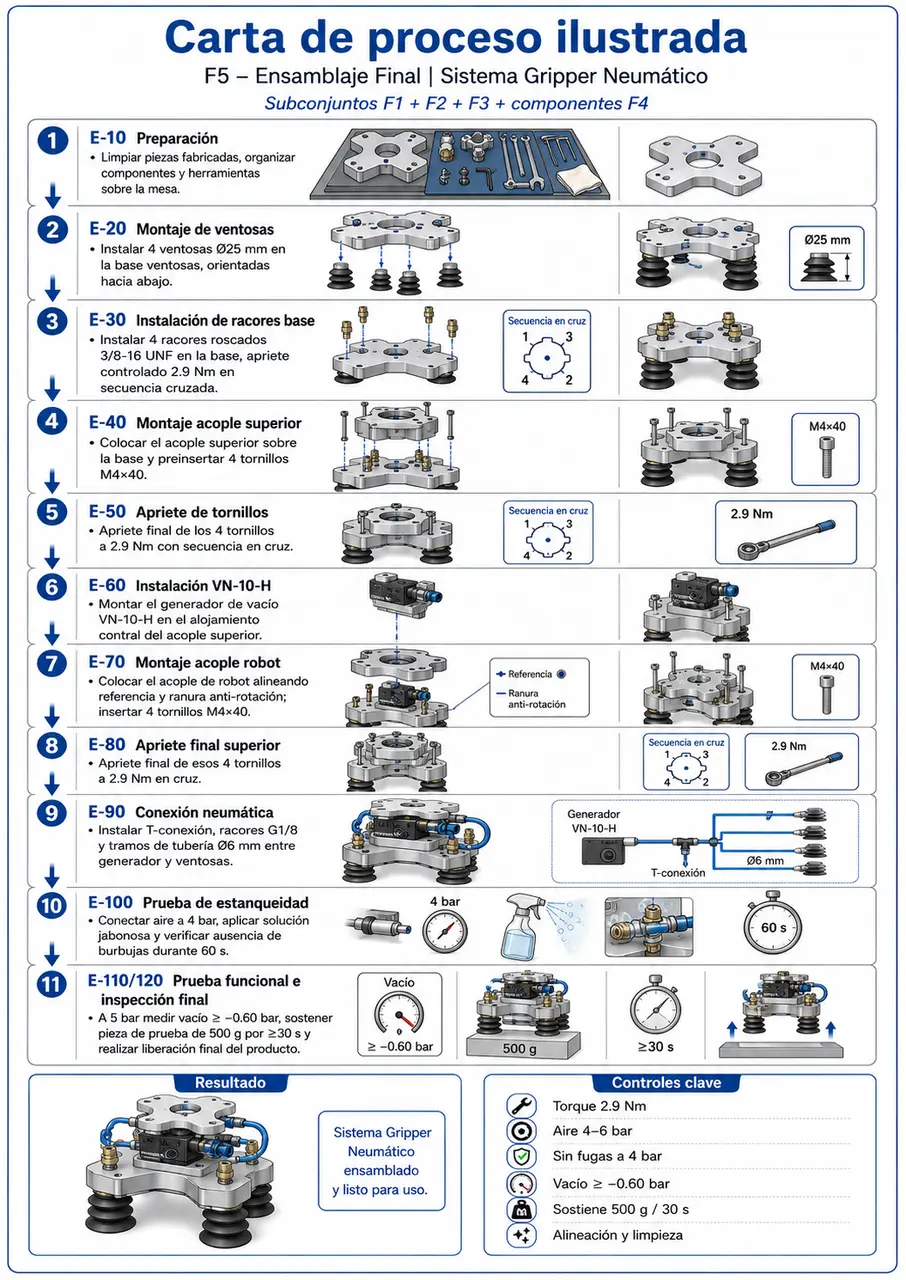 Carta de proceso ilustrada
F5 – Ensamblaje Final | Sistema Gripper Neumático
Subconjuntos F1 + F2 + F3 + componentes F4
1
E-10 Preparación
• Limpiar piezas fabricadas, organizar
componentes y herramientas
sobre la mesa.
2
E-20 Montaje de ventosas
• Instalar 4 ventosas Ø25 mm en
la base ventosas, orientadas
hacia abajo.
Ø25 mm
3
E-30 Instalación de racores base
• Instalar 4 racores roscados
3/8-16 UNF en la base, apriete
controlado 2.9 Nm en
secuencia cruzada.
Secuencia en cruz
1 3
4 2
4
E-40 Montaje acople superior
• Colocar el acople superior sobre
la base y preinsertar 4 tornillos
M4×40.
M4×40
5
E-50 Apriete de tornillos
• Apriete final de los 4 tornillos
a 2.9 Nm con secuencia en cruz.
Secuencia en cruz
1 3
4 2
2.9 Nm
6
E-60 Instalación VN-10-H
• Montar el generador de vacío
VN-10-H en el alojamiento
contral del acople superior.
7
E-70 Montaje acople robot
• Colocar el acople de robot alineando
referencia y ranura anti-rotación;
insertar 4 tornillos M4×40.
Referencia
Ranura
anti-rotación
M4×40
8
E-80 Apriete final superior
• Apriete final de esos 4 tornillos
a 2.9 Nm en cruz.
Secuencia en cruz
1 3
4 2
2.9 Nm
9
E-90 Conexión neumática
• Instalar T-conexión, racores G1/8
y tramos de tubería Ø6 mm entre
generador y ventosas.
Generador
VN-10-H
T-conexión
Ø6 mm
10
E-100 Prueba de estanqueidad
• Conectar aire a 4 bar, aplicar solución
jabonosa y verificar ausencia de
burbujas durante 60 s.
4 bar
60 s
11
E-110/120 Prueba funcional e
inspección final
• A 5 bar medir vacío ≥ −0.60 bar, sostener
pieza de prueba de 500 g por ≥30 s y
realizar liberación final del producto.
Vacío
0
≥ −0.60 bar
500 g
≥30 s
Resultado
Sistema Gripper
Neumático
ensamblado
y listo para uso.
Controles clave
Torque 2.9 Nm
Aire 4–6 bar
Sin fugas a 4 bar
Vacío ≥ −0.60 bar
Sostiene 500 g / 30 s
Alineación y limpieza